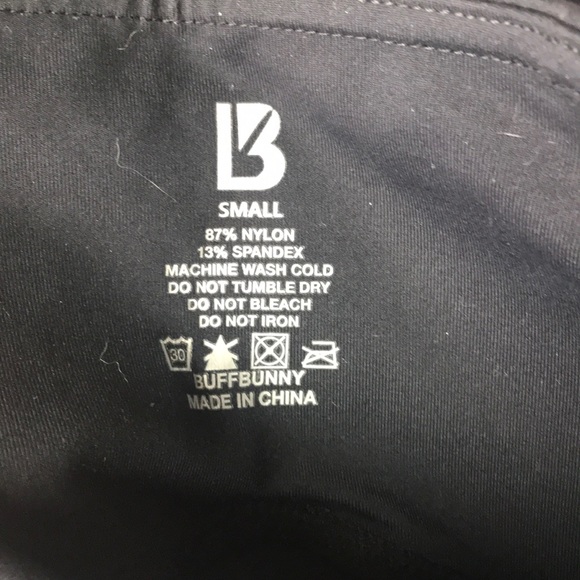 B
SMALL
87% NYLON
13% SPANDEX
MACHINE WASH COLD
DO NOT TUMBLE DRY
DO NOT BLEACH
DO NOT IRON
30
BUFFBUNNY
MADE IN CHINA